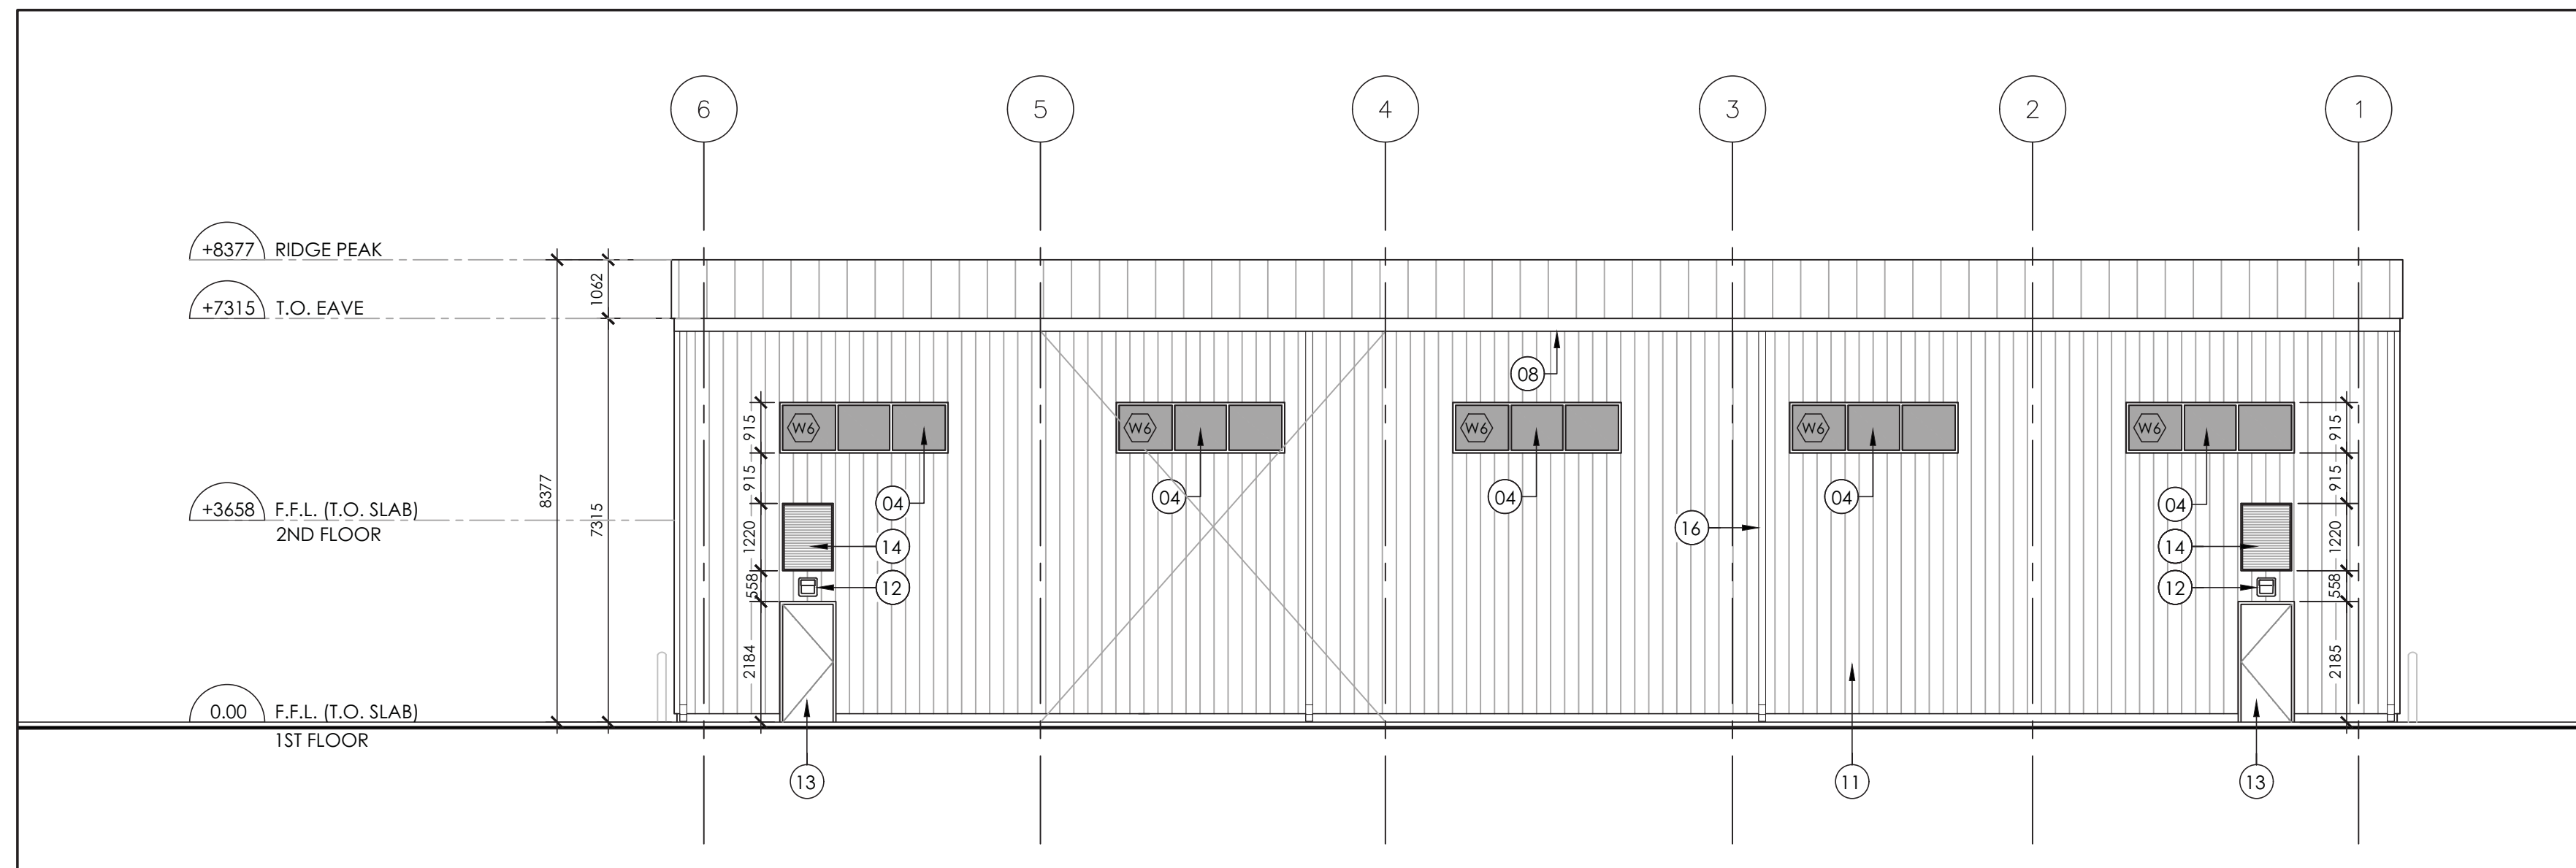 6 5 4 3 2 1
+8377 RIDGE PEAK
1062
+7315 T.O. EAVE
08
W6 W6 W6 W6 W6
915 915
915 915
04 04 04 04 04
8377
7315
+3658 F.F.L. (T.O. SLAB)
2ND FLOOR
16
1220 14 14 1220
558 12 12 558
2184 2185
0.00 F.F.L. (T.O. SLAB)
1ST FLOOR
13 11 13